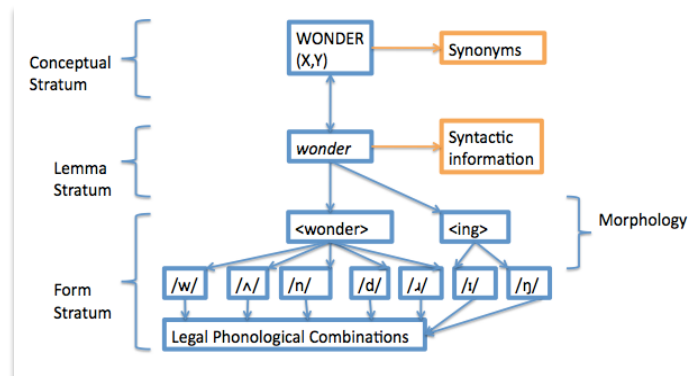 Conceptual
Stratum
WONDER
(X,Y)
Synonyms
Lemma
Stratum
wonder
Syntactic
information
Form
Stratum
<wonder>
<ing>
Morphology
/w/
/ʌ/
/n/
/d/
/ɹ/
/ɪ/
/ŋ/
Legal Phonological Combinations